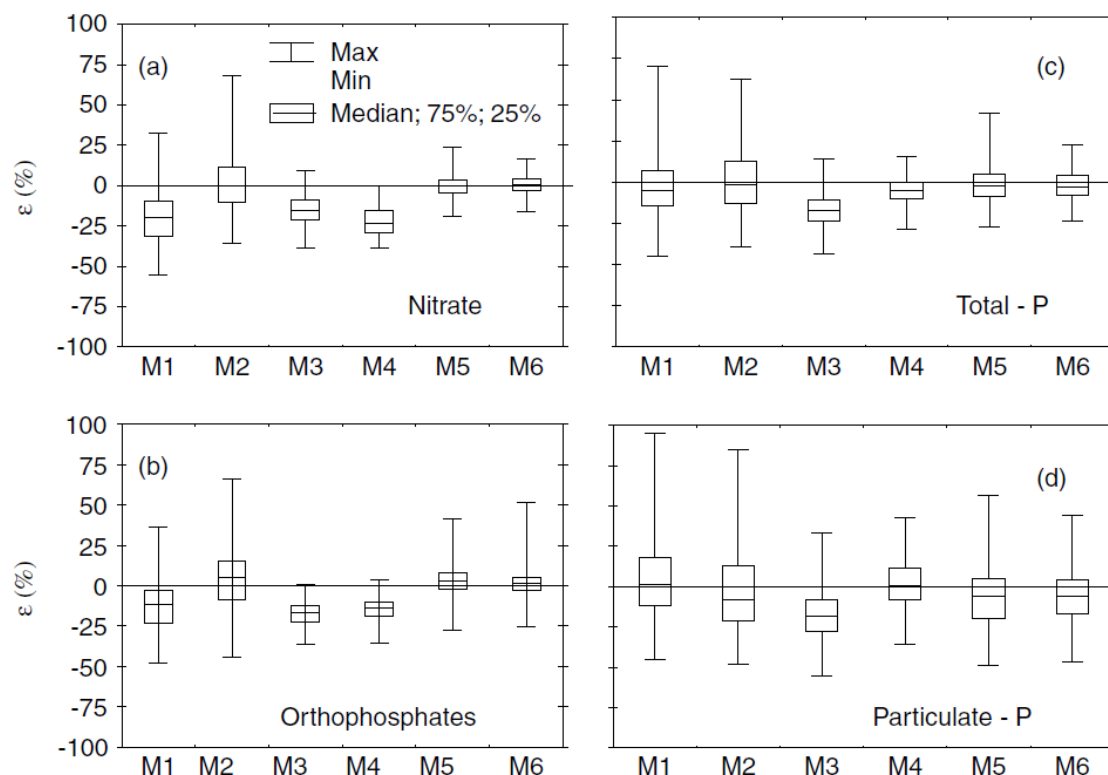 (a)
Max
Min
Median; 75%; 25%
100
75
50
25
0
-25
-50
-75
-100
ε (%)
Nitrate
M1 M2 M3 M4 M5 M6
(c)
Total - P
M1 M2 M3 M4 M5 M6
(b)
100
75
50
25
0
-25
-50
-75
-100
ε (%)
Orthophosphates
M1 M2 M3 M4 M5 M6
(d)
Particulate - P
M1 M2 M3 M4 M5 M6